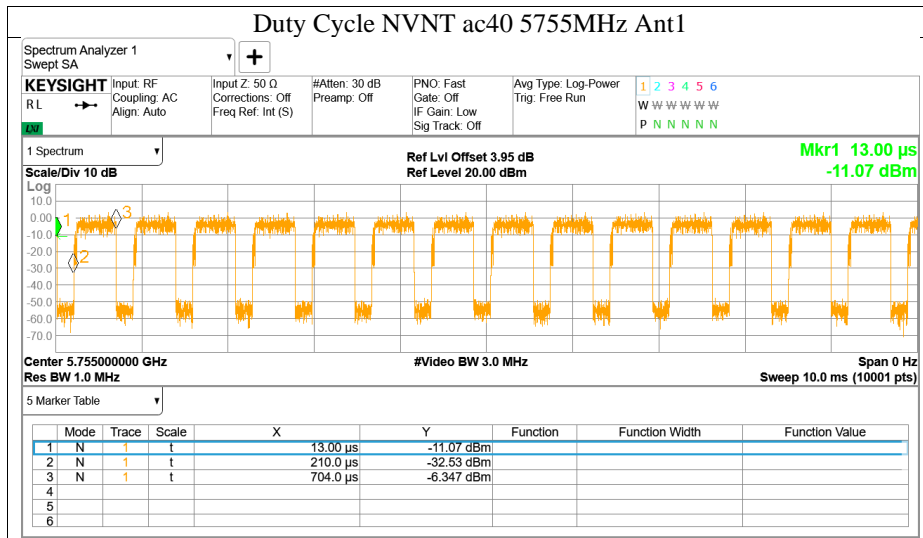 Duty Cycle NVNT ac40 5755MHz Ant1
Spectrum Analyzer 1
Swept SA
▼
+
KEYSIGHT Input: RF Input Z: 50 Ω #Atten: 30 dB PNO: Fast Avg Type: Log-Power 1 2 3 4 5 6
R L Coupling: AC Corrections: Off Preamp: Off Gate: Off Trig: Free Run
Align: Auto Freq Ref: Int (S) IF Gain: Low W W W W W W
LXI Sig Track: Off P N N N N N
1 Spectrum ▼
Ref Lvl Offset 3.95 dB Mkr1 13.00 µs
Scale/Div 10 dB Ref Level 20.00 dBm -11.07 dBm
Log
10.0
0.00
-10.0
-20.0
-30.0
-40.0
-50.0
-60.0
-70.0
1
2
3
Center 5.755000000 GHz #Video BW 3.0 MHz Span 0 Hz
Res BW 1.0 MHz Sweep 10.0 ms (10001 pts)
5 Marker Table ▼
Mode Trace Scale X Y Function Function Width Function Value
1 N 1 t 13.00 µs -11.07 dBm
2 N 1 t 210.0 µs -32.53 dBm
3 N 1 t 704.0 µs -6.347 dBm
4
5
6